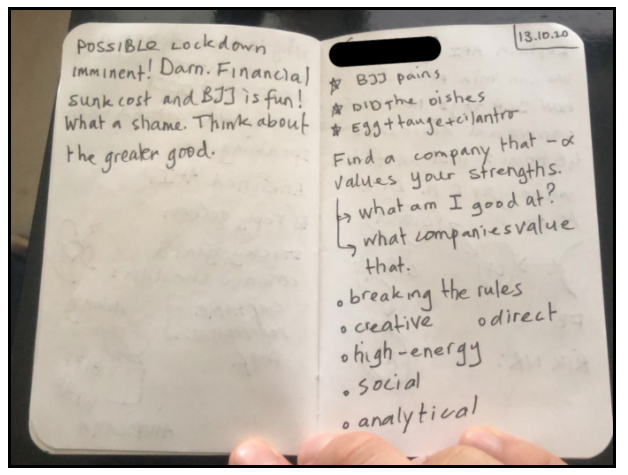 POSSIBLE Lockdown
imminent! Darn. Financial
sunk cost and BJJ is fun!
What a shame. Think about
the greater good.
13.10.20
☆ BJJ pains
☆ DID the dishes
☆ Egg++auge+cilantro
Find a company that -α
values your strengths.
↳ what am I good at?
↳ what companies value
that.
• breaking the rules
• creative • direct
• high-energy
• social
• analytical